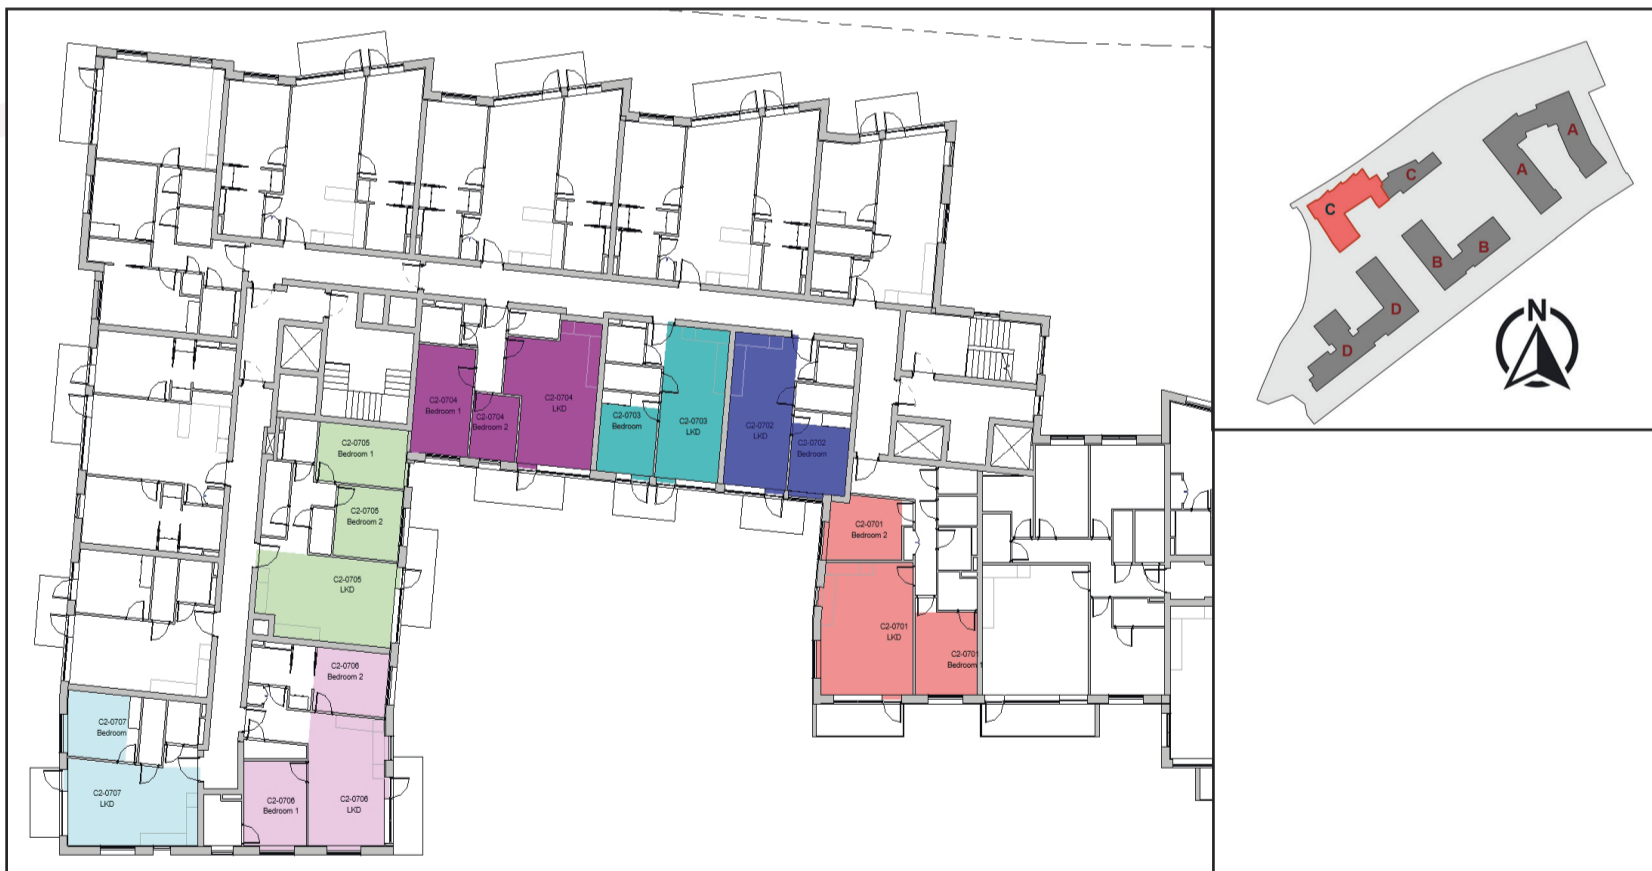 C2-0704
Bedroom 1
C2-0704
Bedroom 2
C2-0704
LKD
C2-0703
Bedroom
C2-0703
LKD
C2-0702
LKD
C2-0702
Bedroom
C2-0705
Bedroom 1
C2-0705
Bedroom 2
C2-0705
LKD
C2-0701
Bedroom 2
C2-0701
LKD
C2-0701
Bedroom 1
C2-0706
Bedroom 2
C2-0706
Bedroom 1
C2-0706
LKD
C2-0707
Bedroom
C2-0707
LKD
A
A
C
C
B
B
D
D
N